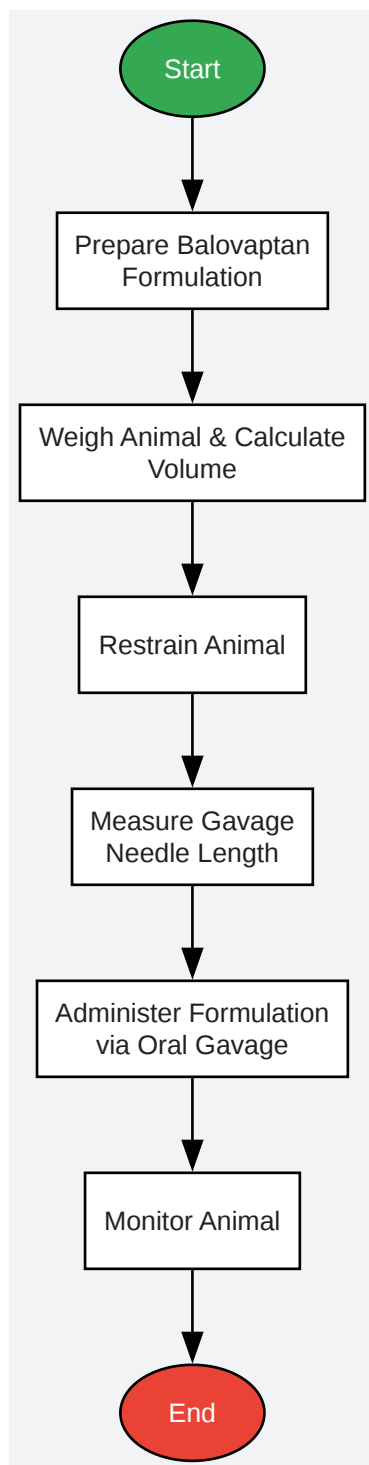 Start
Prepare Balovaptan
Formulation
Weigh Animal & Calculate
Volume
Restrain Animal
Measure Gavage
Needle Length
Administer Formulation
via Oral Gavage
Monitor Animal
End